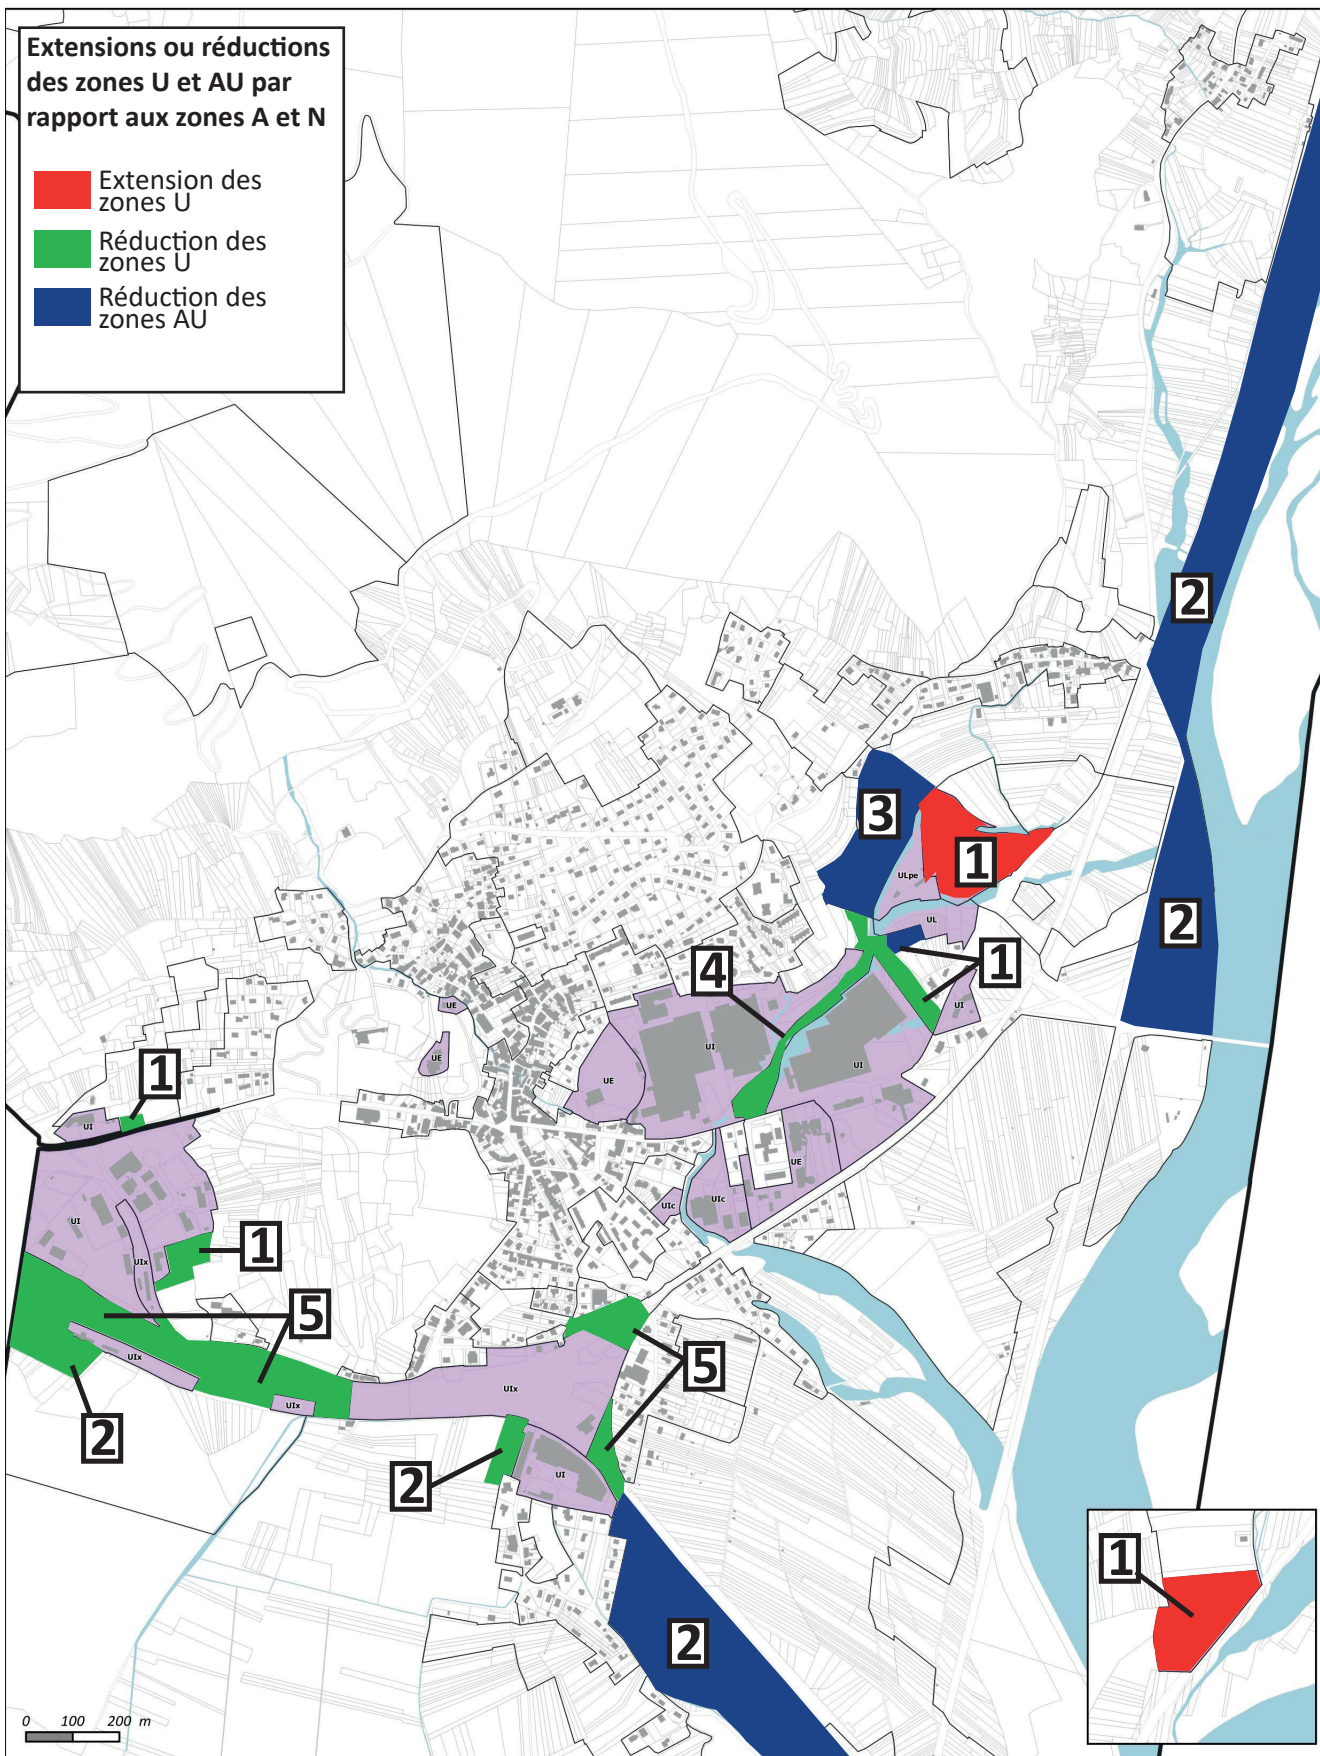 Extensions ou réductions
des zones U et AU par
rapport aux zones A et N
Extension des
zones U
Réduction des
zones U
Réduction des
zones AU
2
3
1
ULpe
UL
2
4
1
UE
UI
UI
UE
UE
UI
1
UI
UE
UIc
UIc
UI
1
UIx
5
UIx
5
UIx
UIx
2
2
UI
1
2
0 100 200 m